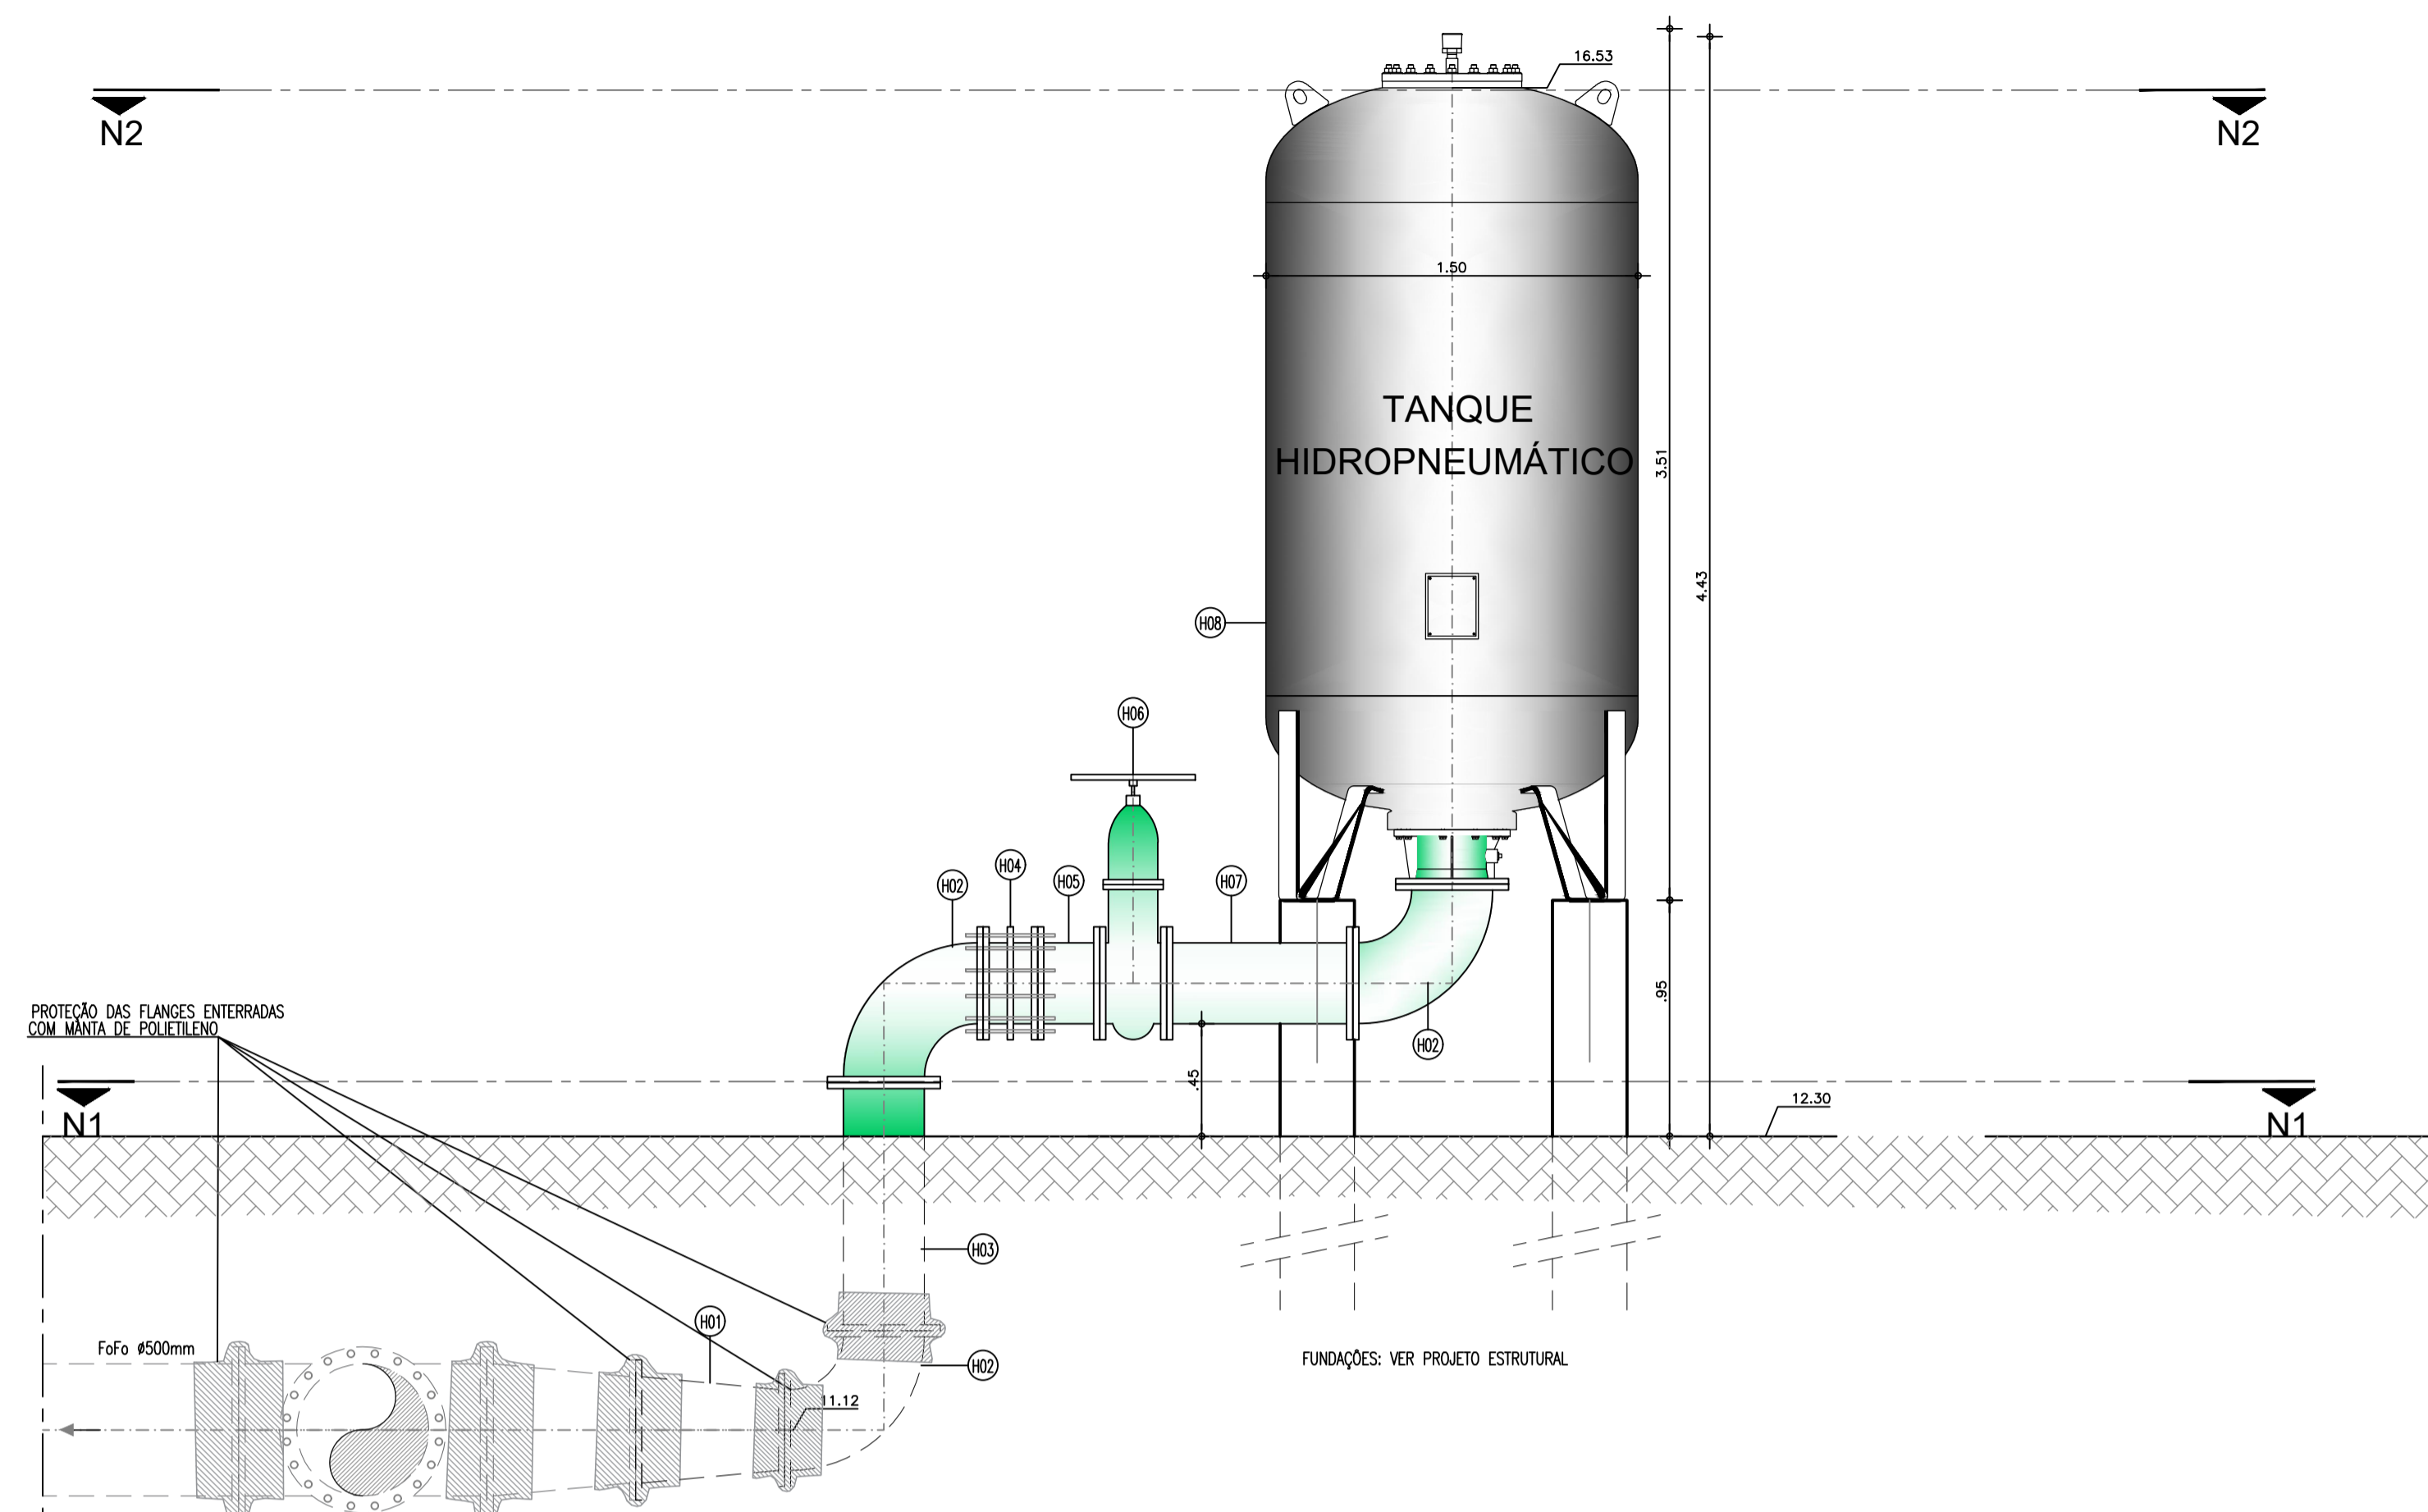 16.53
N2
N2
1.50
TANQUE
HIDROPNEUMÁTICO
3.51
4.43
H08
H06
H04
H02
H05
H07
.95
PROTEÇÃO DAS FLANGES ENTERRADAS
COM MANTA DE POLIETILENO
H02
.45
12.30
N1
N1
H03
H01
FoFo ø500mm
H02
FUNDAÇÕES: VER PROJETO ESTRUTURAL
11.12